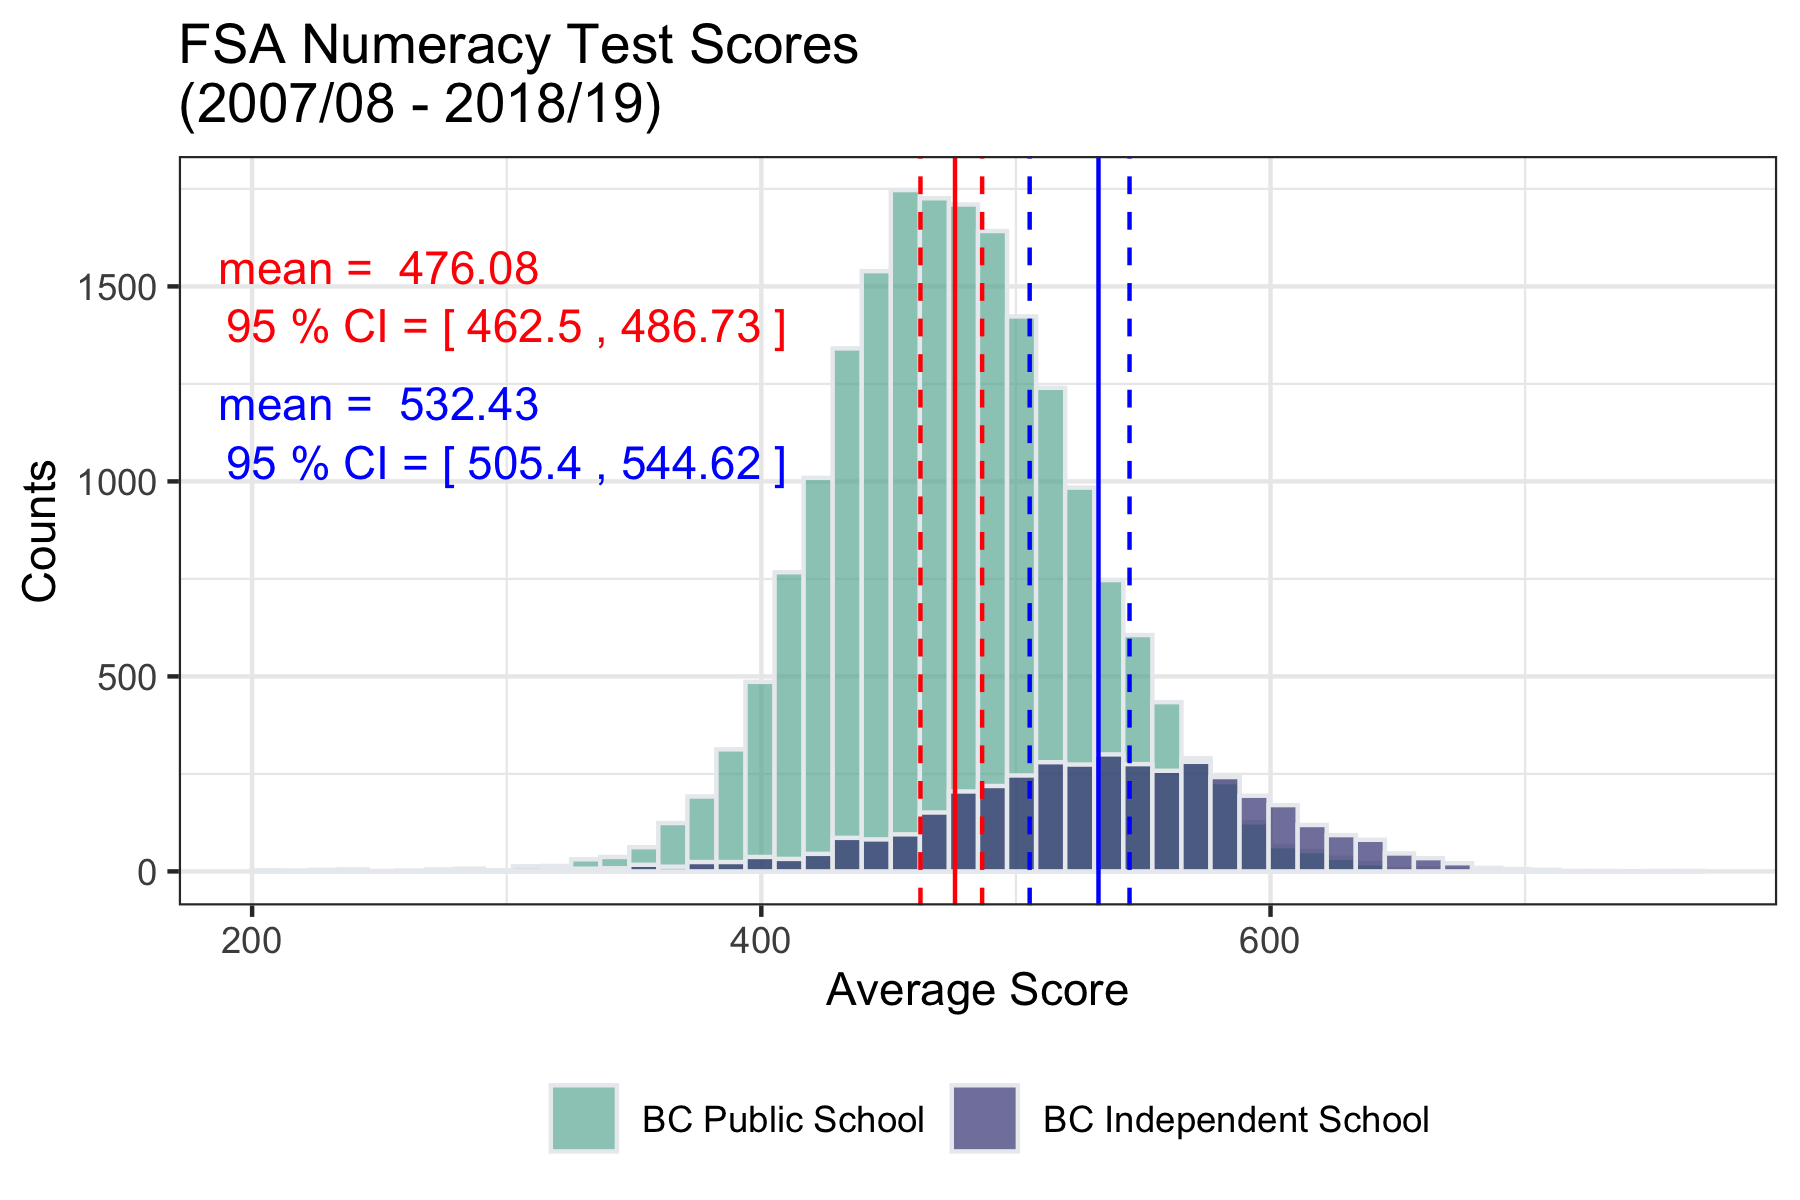 FSA Numeracy Test Scores
(2007/08 - 2018/19)
mean = 476.08
95 % CI = [ 462.5 , 486.73 ]
mean = 532.43
95 % CI = [ 505.4 , 544.62 ]
Counts
1500
1000
500
0
200 400 600
Average Score
BC Public School BC Independent School